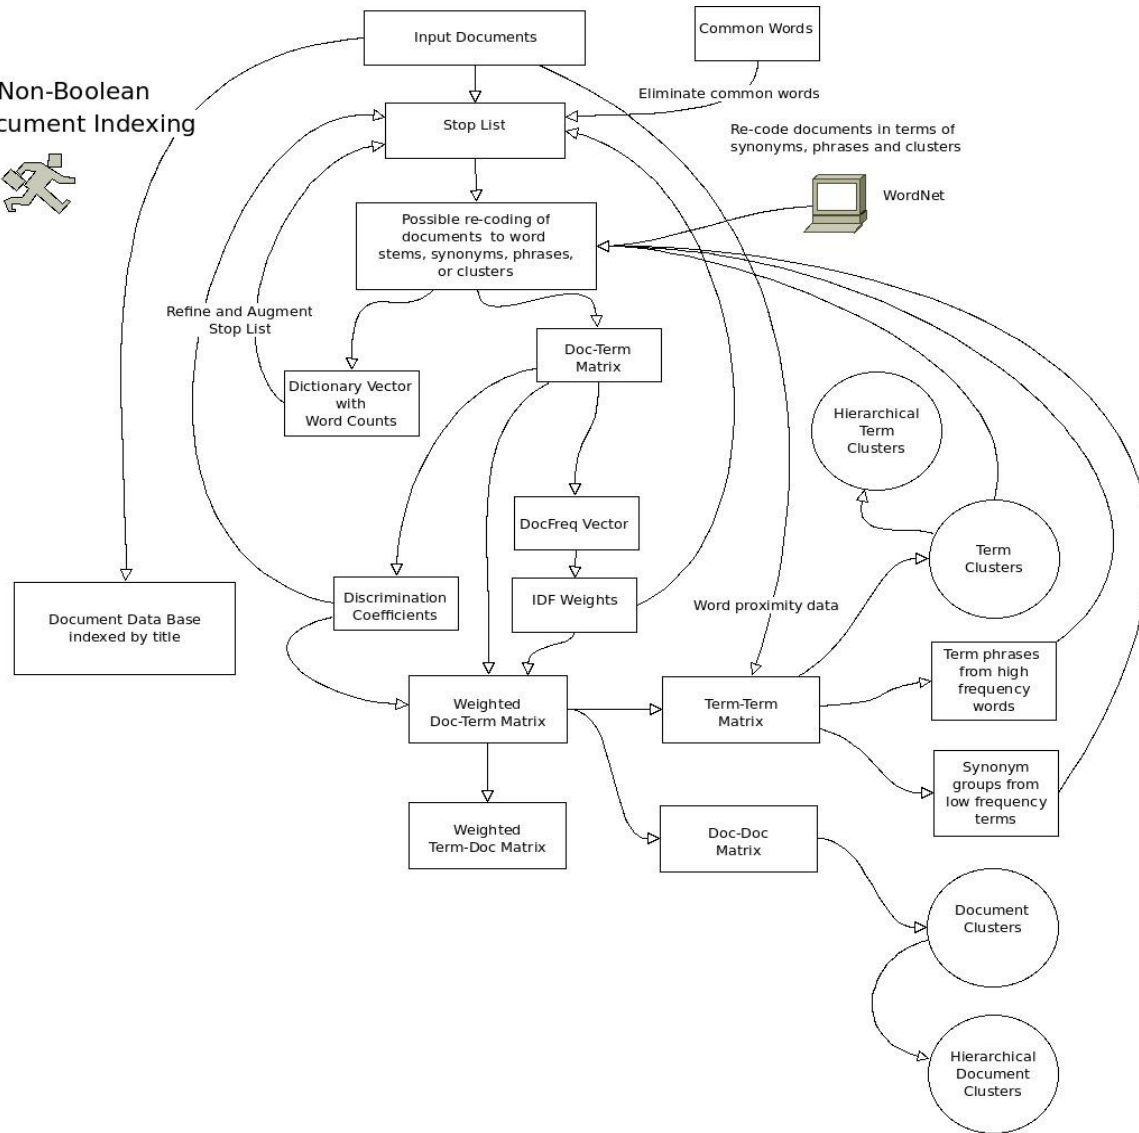 Input Documents
Common Words
Non-Boolean
cument Indexing
Eliminate common words
Stop List
Re-code documents in terms of
synonyms, phrases and clusters
WordNet
Possible re-coding of
documents to word
stems, synonyms, phrases,
or clusters
Refine and Augment
Stop List
Doc-Term
Matrix
Dictionary Vector
with
Word Counts
Hierarchical
Term
Clusters
DocFreq Vector
Term
Clusters
Discrimination
Coefficients
IDF Weights
Word proximity data
Document Data Base
indexed by title
Term phrases
from high
frequency
words
Weighted
Doc-Term Matrix
Term-Term
Matrix
Synonym
groups from
low frequency
terms
Weighted
Term-Doc Matrix
Doc-Doc
Matrix
Document
Clusters
Hierarchical
Document
Clusters